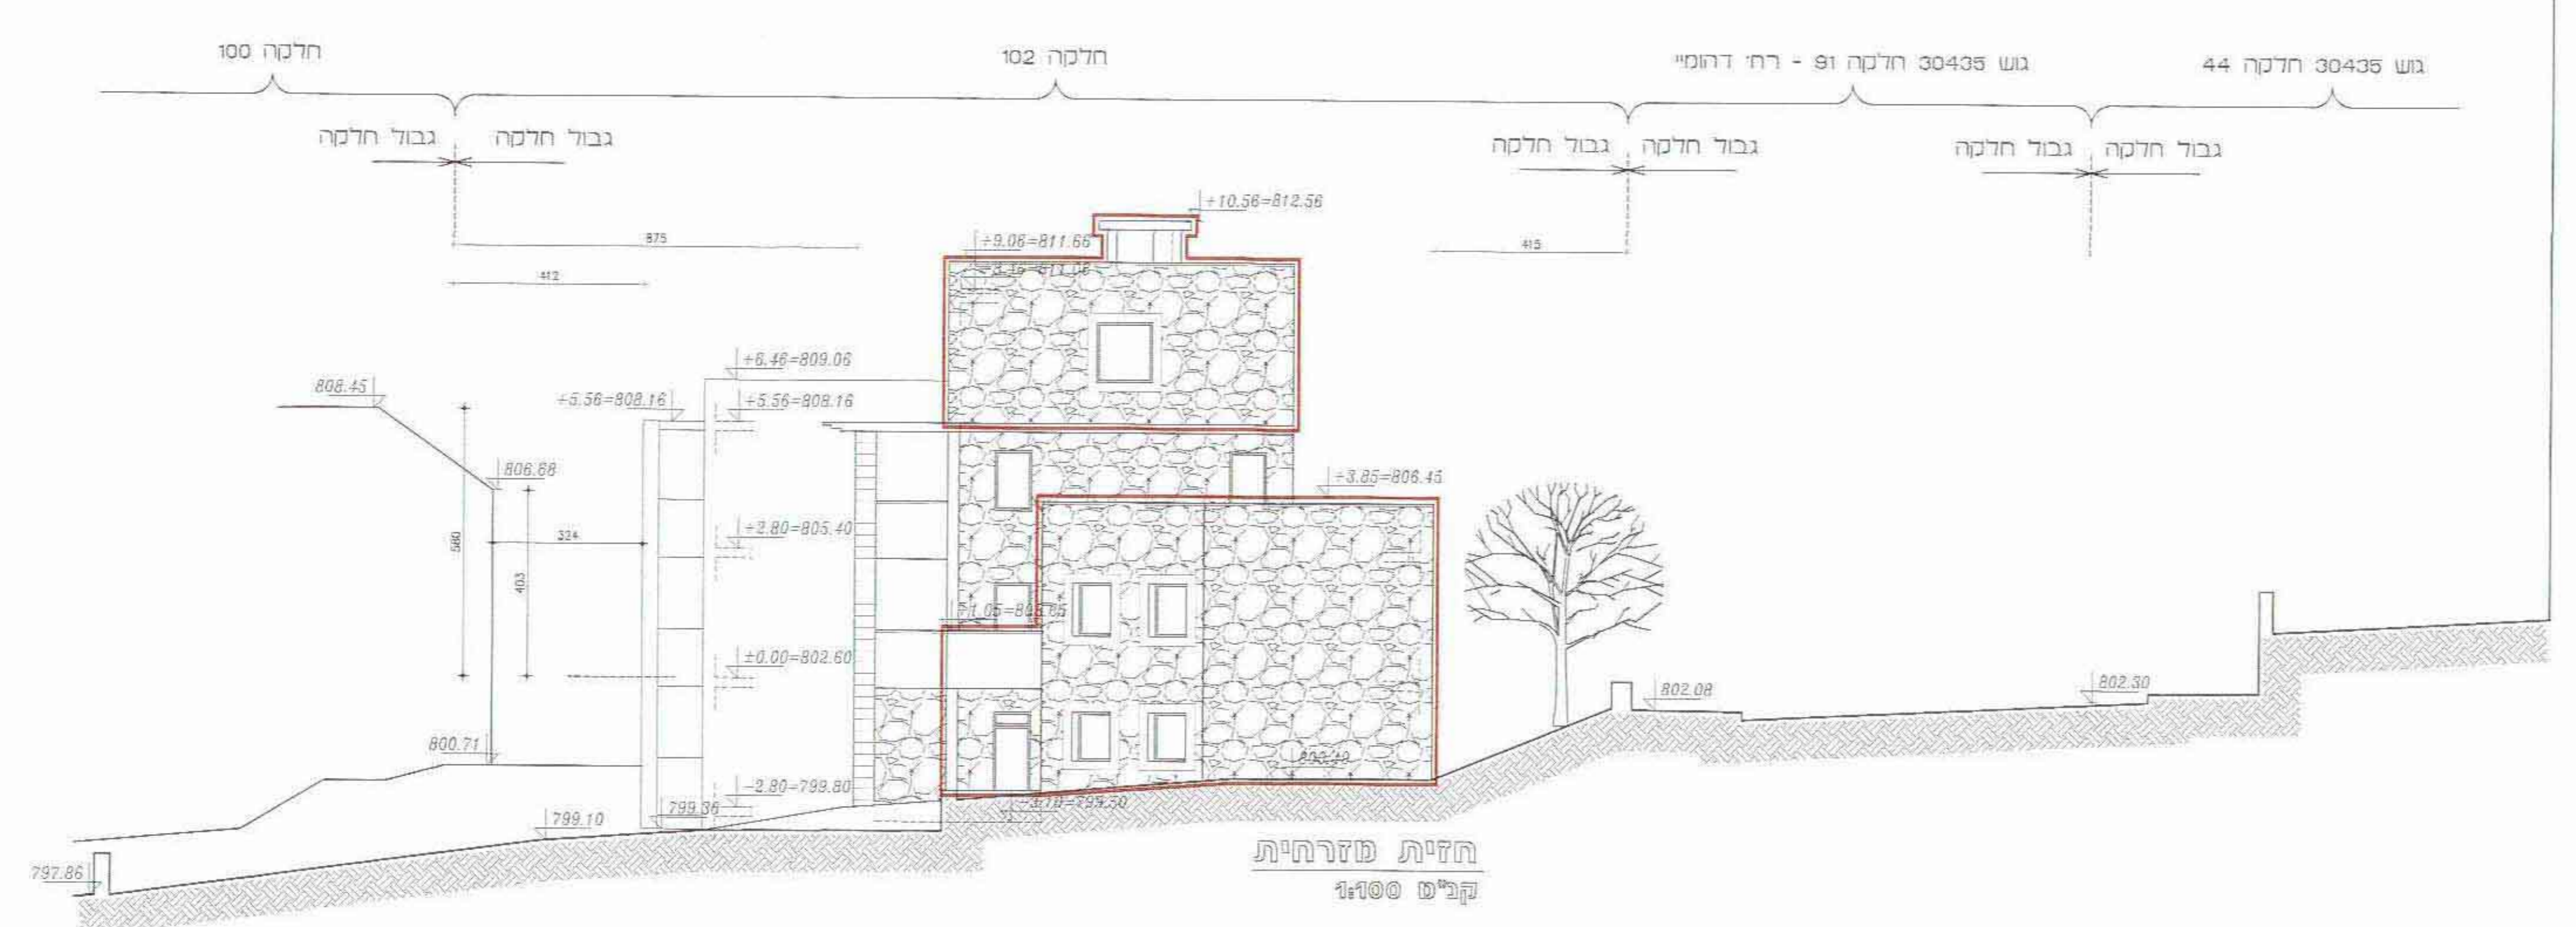 חלקה 100
חלקה 102
גוש 30435 חלקה 91 - רח' דהומיי
גוש 30435 חלקה 44
גבול חלקה
גבול חלקה
גבול חלקה
גבול חלקה
גבול חלקה
גבול חלקה
+10.56=812.56
875
+9.06=811.66
415
412
+6.46=809.06
808.45
+5.56=808.16
+5.56=808.16
806.68
+3.85=806.45
580
324
+2.80=805.40
403
±0.00=802.60
802.08
802.30
800.71
-2.80=799.80
799.36
799.10
797.86
חזית מזרחית
קנ"מ 1:100